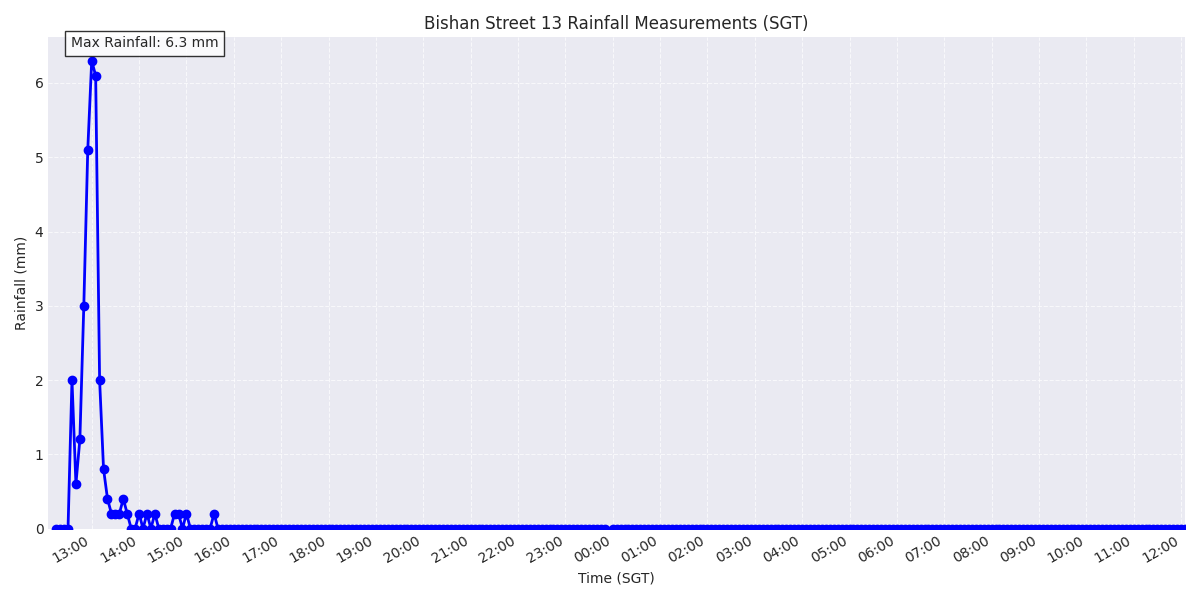 Bishan Street 13 Rainfall Measurements (SGT)
Max Rainfall: 6.3 mm
6
5
4
3
2
1
0
Rainfall (mm)
13:00 14:00 15:00 16:00 17:00 18:00 19:00 20:00 21:00 22:00 23:00 00:00 01:00 02:00 03:00 04:00 05:00 06:00 07:00 08:00 09:00 10:00 11:00 12:00
Time (SGT)